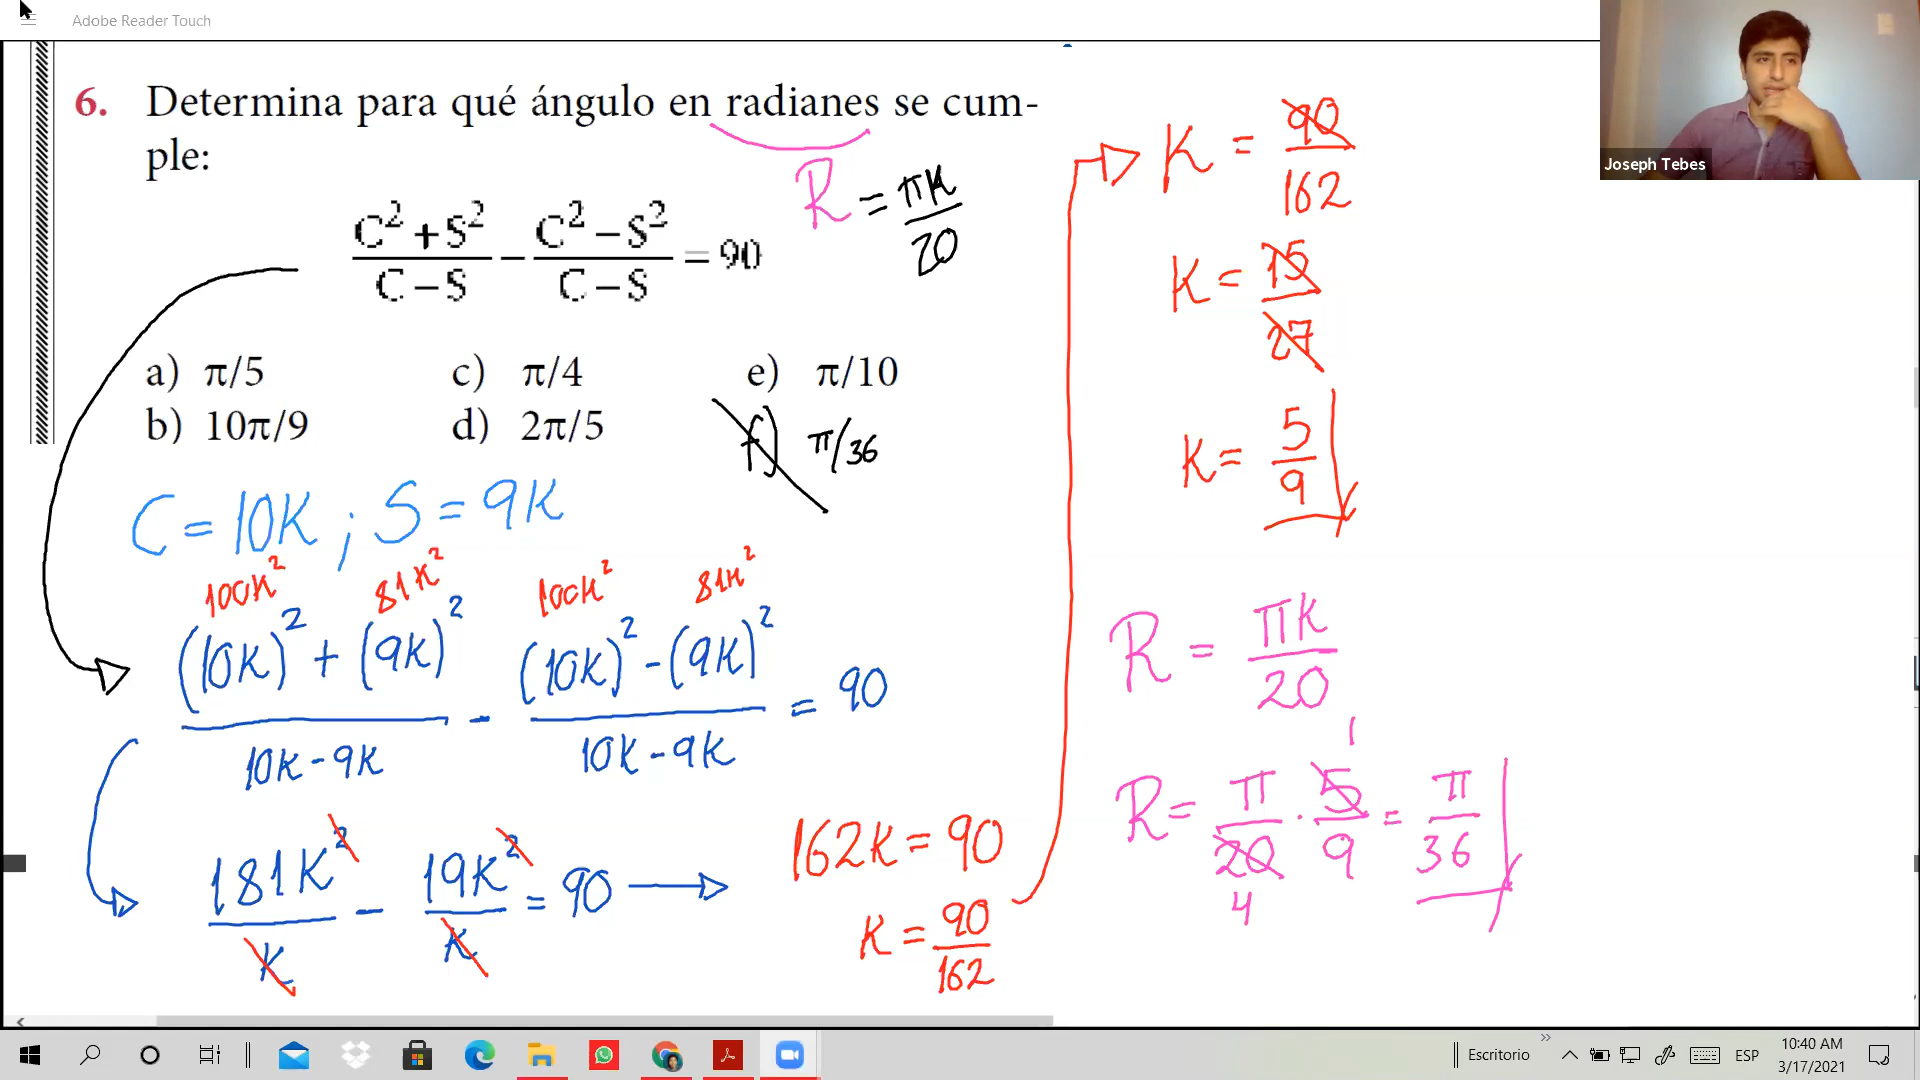 Adobe Reader Touch
Joseph Tebes
6. Determina para qué ángulo en radianes se cum-
ple:
R = πK/20
(C² + S²)/(C – S) – (C² – S²)/(C – S) = 90
a) π/5 c) π/4 e) π/10
b) 10π/9 d) 2π/5 f) π/36
C = 10K ; S = 9K
100K² 81K² 100K² 81K²
((10K)² + (9K)²)/(10K - 9K) - ((10K)² - (9K)²)/(10K - 9K) = 90
181K²/K - 19K²/K = 90
162K = 90
K = 90/162
K = 90/162
K = 15/27
K = 5/9
R = πK/20
1
R = π/20 · 5/9 = π/36
4
Escritorio
ESP
10:40 AM
3/17/2021